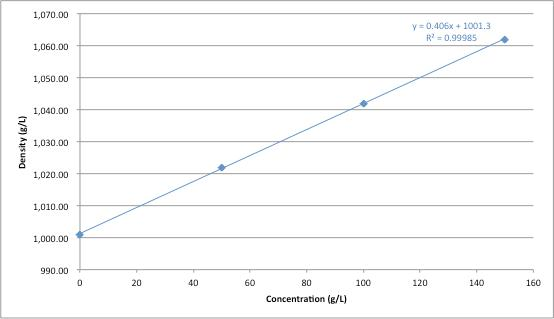 y = 0.406x + 1001.3
R² = 0.99985
1,070.00
1,060.00
1,050.00
1,040.00
1,030.00
1,020.00
1,010.00
1,000.00
990.00
Density (g/L)
0 20 40 60 80 100 120 140 160
Concentration (g/L)